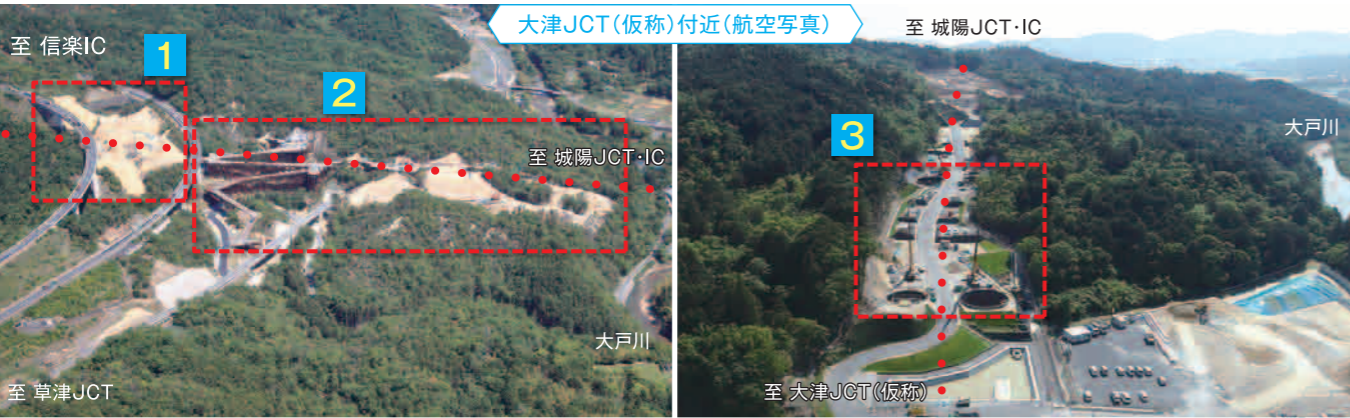 大津JCT(仮称)付近(航空写真)
至 信楽IC
1
2
至 城陽JCT・IC
大戸川
至 草津JCT
至 城陽JCT・IC
3
大戸川
至 大津JCT(仮称)